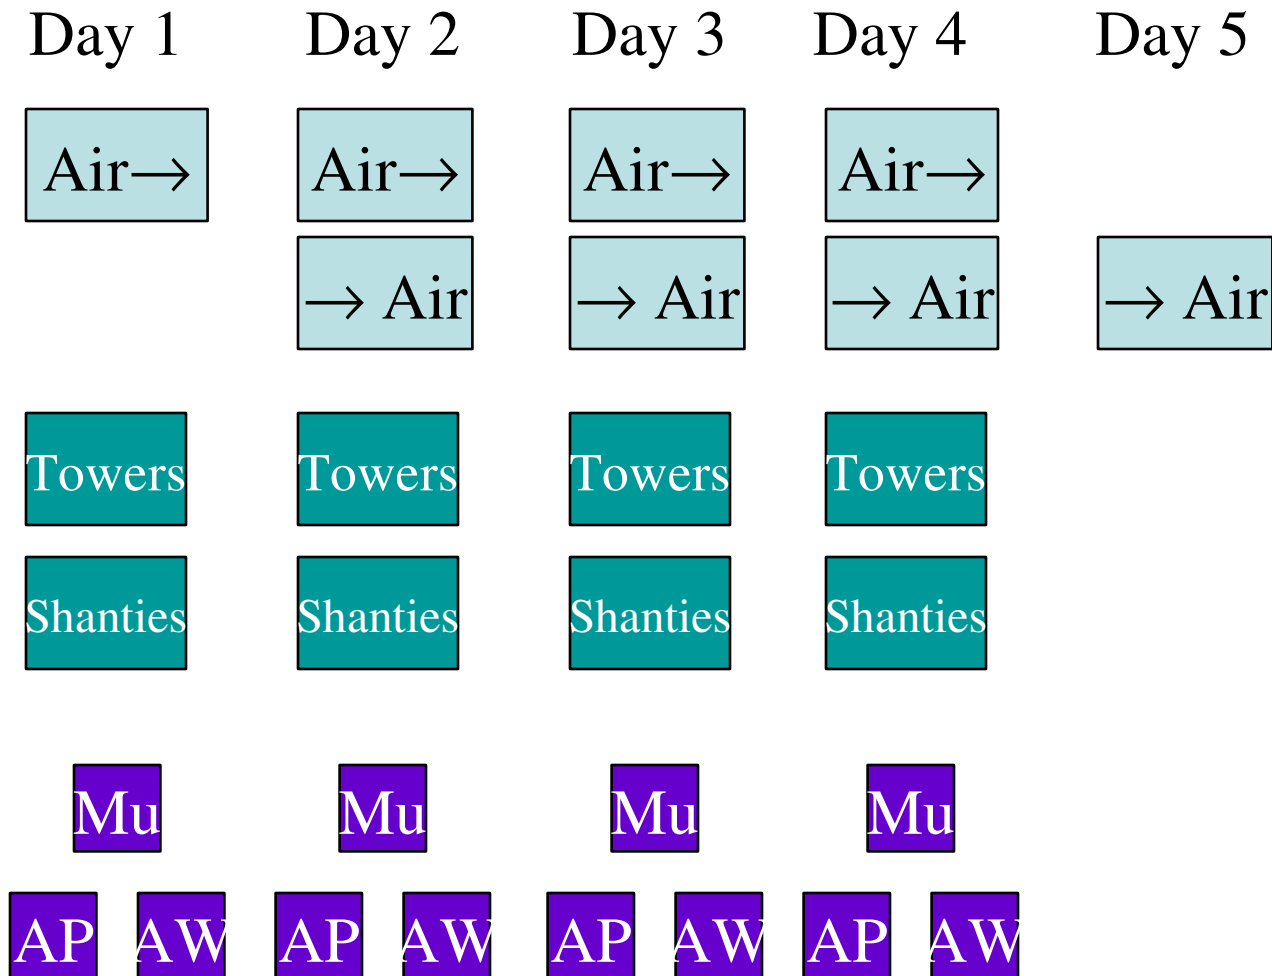 Day 1 Day 2 Day 3 Day 4 Day 5
Air→ Air→ Air→ Air→
→ Air → Air → Air → Air
Towers Towers Towers Towers
Shanties Shanties Shanties Shanties
Mu Mu Mu Mu
AP AW AP AW AP AW AP AW